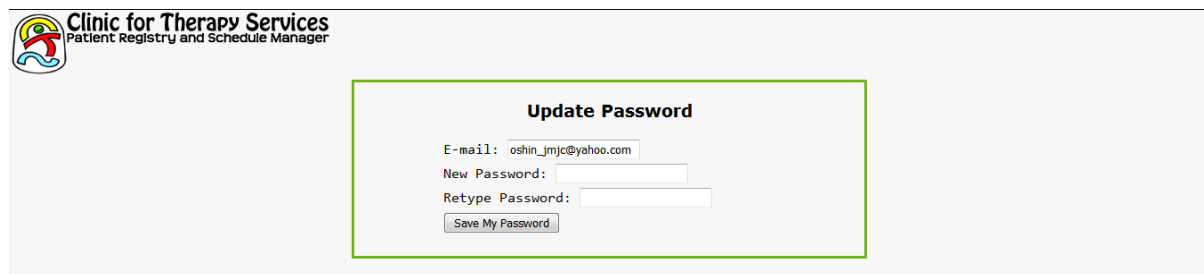 Clinic for Therapy Services
Patient Registry and Schedule Manager
Update Password
E-mail: oshin_jmjc@yahoo.com
New Password:
Retype Password:
Save My Password